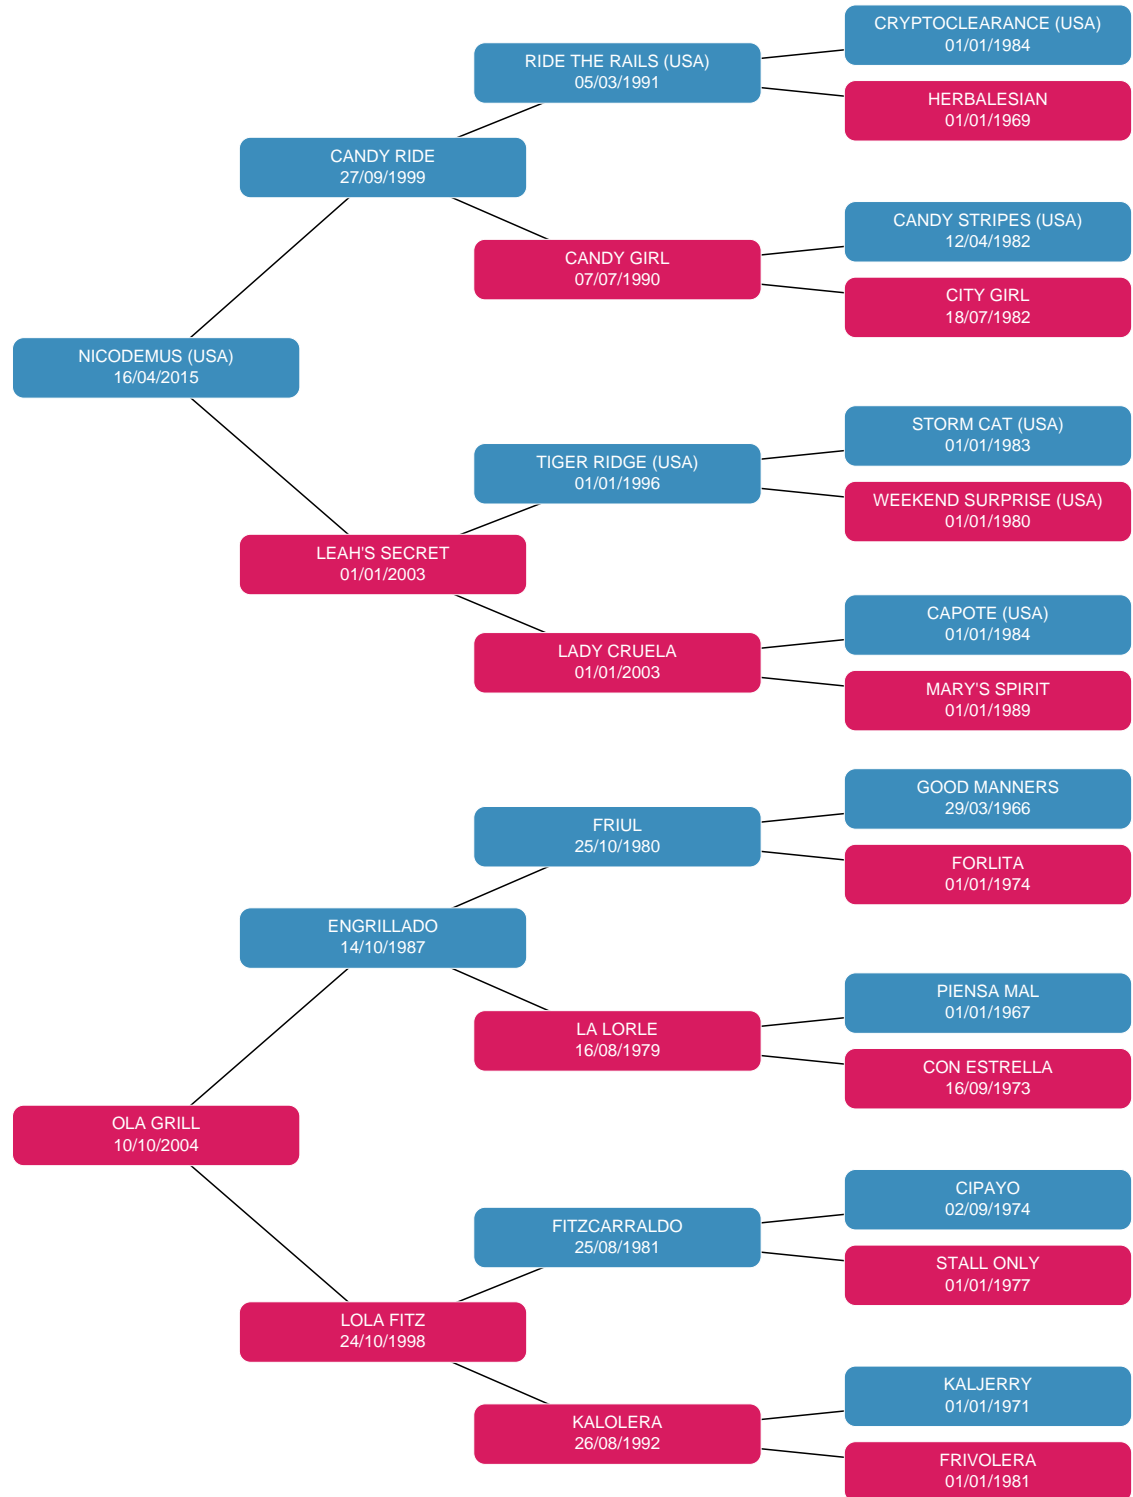 CRYPTOCLEARANCE (USA)
01/01/1984
RIDE THE RAILS (USA)
05/03/1991
HERBALESIAN
01/01/1969
CANDY RIDE
27/09/1999
CANDY STRIPES (USA)
12/04/1982
CANDY GIRL
07/07/1990
CITY GIRL
18/07/1982
NICODEMUS (USA)
16/04/2015
STORM CAT (USA)
01/01/1983
TIGER RIDGE (USA)
01/01/1996
WEEKEND SURPRISE (USA)
01/01/1980
LEAH'S SECRET
01/01/2003
CAPOTE (USA)
01/01/1984
LADY CRUELA
01/01/2003
MARY'S SPIRIT
01/01/1989
GOOD MANNERS
29/03/1966
FRIUL
25/10/1980
FORLITA
01/01/1974
ENGRILLADO
14/10/1987
PIENSA MAL
01/01/1967
LA LORLE
16/08/1979
CON ESTRELLA
16/09/1973
OLA GRILL
10/10/2004
CIPAYO
02/09/1974
FITZCARRALDO
25/08/1981
STALL ONLY
01/01/1977
LOLA FITZ
24/10/1998
KALJERRY
01/01/1971
KALOLERA
26/08/1992
FRIVOLERA
01/01/1981